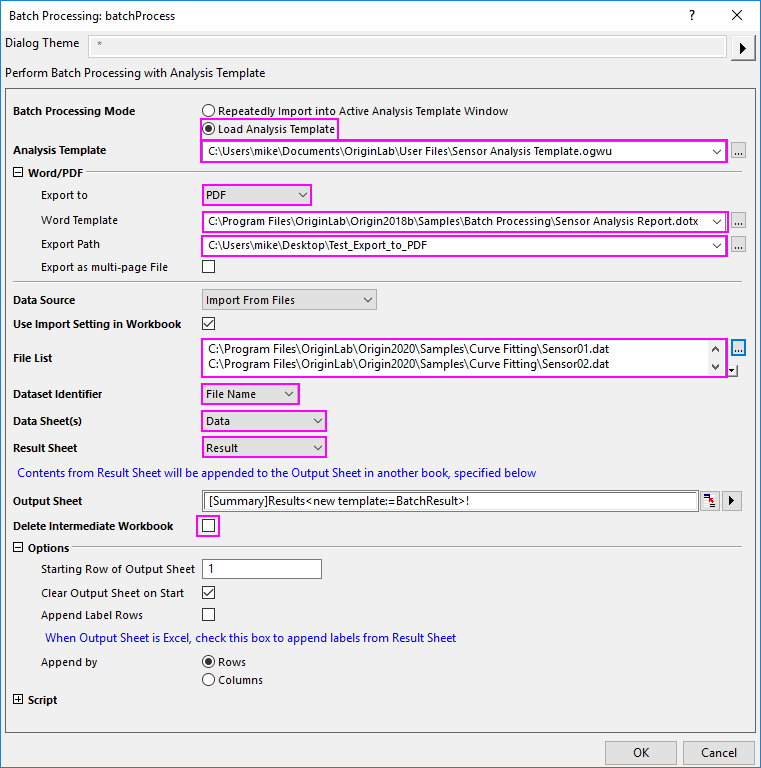 Batch Processing: batchProcess
?
Dialog Theme *
Perform Batch Processing with Analysis Template
Batch Processing Mode Repeatedly Import into Active Analysis Template Window
Load Analysis Template
Analysis Template C:\Users\mike\Documents\OriginLab\User Files\Sensor Analysis Template.ogwu ...
Word/PDF
Export to PDF
Word Template C:\Program Files\OriginLab\Origin2018b\Samples\Batch Processing\Sensor Analysis Report.dotx ...
Export Path C:\Users\mike\Desktop\Test_Export_to_PDF ...
Export as multi-page File
Data Source Import From Files
Use Import Setting in Workbook
File List C:\Program Files\OriginLab\Origin2020\Samples\Curve Fitting\Sensor01.dat ...
C:\Program Files\OriginLab\Origin2020\Samples\Curve Fitting\Sensor02.dat
Dataset Identifier File Name
Data Sheet(s) Data
Result Sheet Result
Contents from Result Sheet will be appended to the Output Sheet in another book, specified below
Output Sheet [Summary]Results<new template:=BatchResult>!
Delete Intermediate Workbook
Options
Starting Row of Output Sheet 1
Clear Output Sheet on Start
Append Label Rows
When Output Sheet is Excel, check this box to append labels from Result Sheet
Append by Rows
Columns
Script
OK Cancel